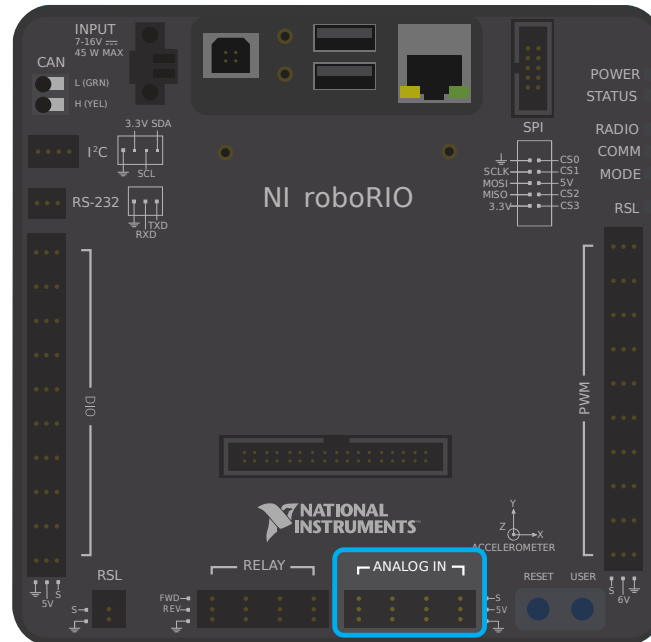 INPUT
7-16V
45 W MAX
CAN
L (GRN)
H (YEL)
3.3V SDA
I²C
SCL
RS-232
TXD
RXD
NI roboRIO
SPI
SCLK
MOSI
MISO
3.3V
CS0
CS1
5V
CS2
CS3
POWER
STATUS
RADIO
COMM
MODE
RSL
DIO
PWM
NATIONAL
INSTRUMENTS
Y
Z
X
ACCELEROMETER
S
5V
RSL
S
RELAY
FWD
REV
ANALOG IN
S
5V
RESET
USER
S
6V